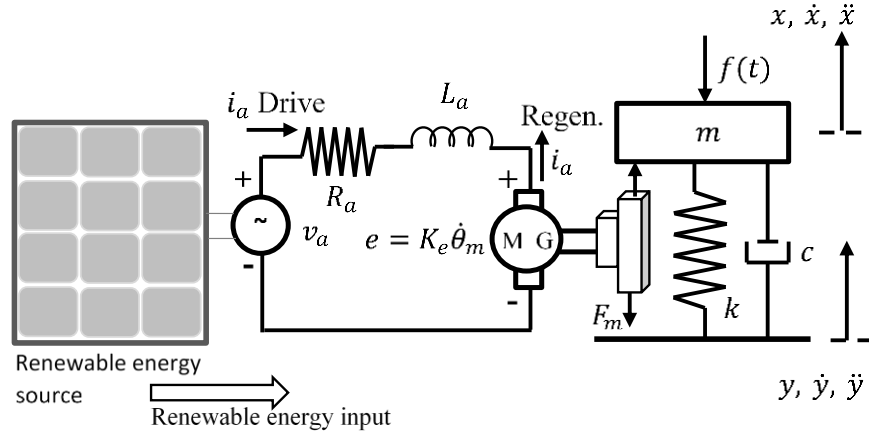 x, ẋ, ẍ
f(t)
i_a Drive
L_a
Regen.
i_a
m
+
R_a
+
~
v_a
e = K_e θ̇_m
M G
c
-
-
F_m
k
Renewable energy
source
Renewable energy input
y, ẏ, ÿ